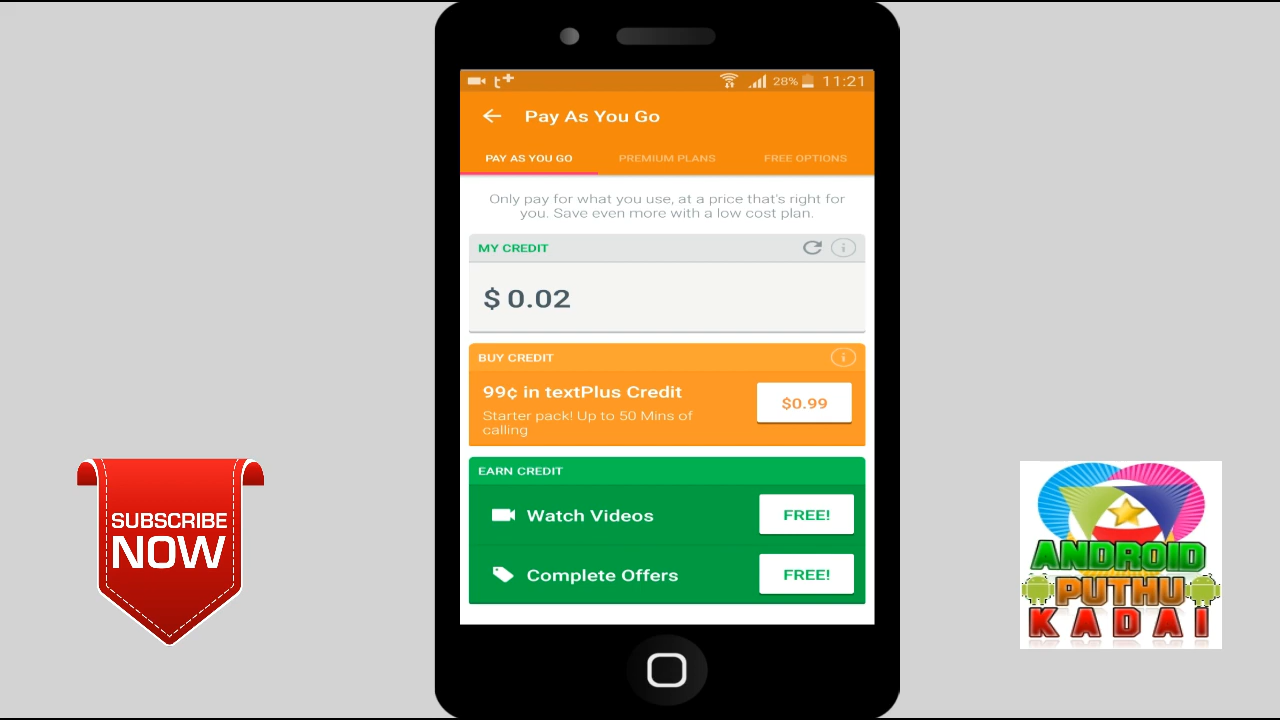 t+
28%
11:21
Pay As You Go
PAY AS YOU GO
PREMIUM PLANS
FREE OPTIONS
Only pay for what you use, at a price that's right for
you. Save even more with a low cost plan.
MY CREDIT
$ 0.02
BUY CREDIT
99¢ in textPlus Credit
$0.99
Starter pack! Up to 50 Mins of
calling
EARN CREDIT
Watch Videos
FREE!
Complete Offers
FREE!
SUBSCRIBE
NOW
ANDROID
PUTHU
KADAI